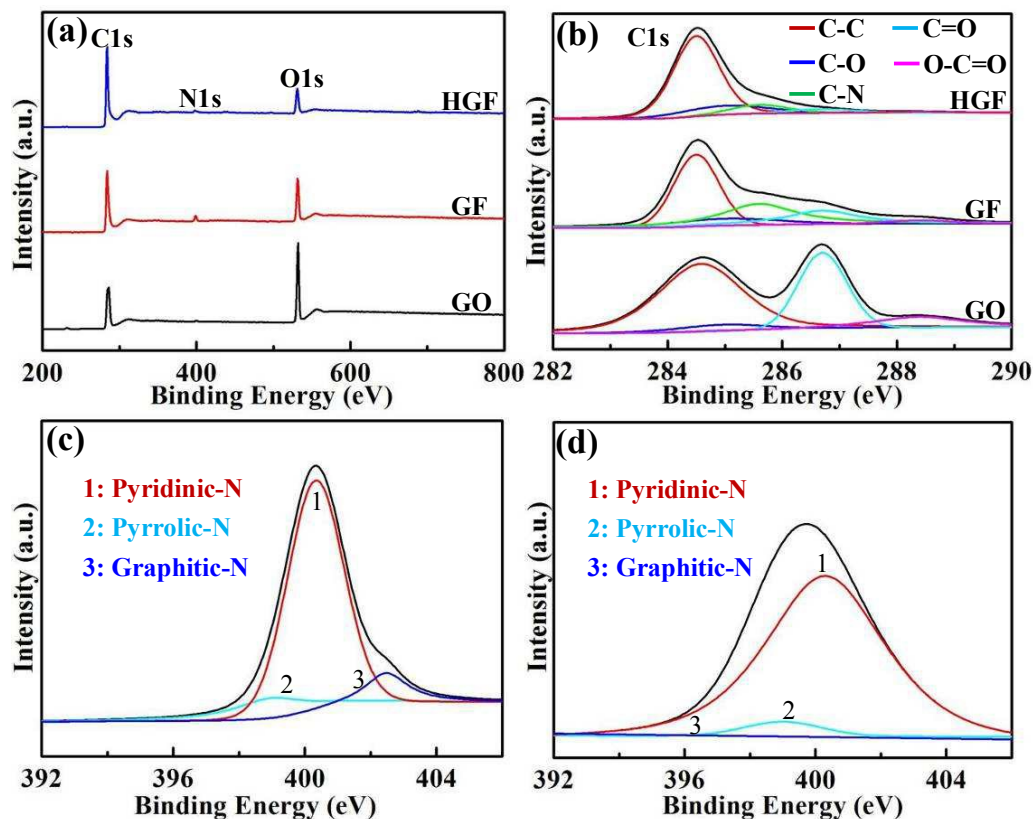 (a)
C1s
N1s
O1s
HGF
GF
GO
Intensity (a.u.)
200 400 600 800
Binding Energy (eV)
(b)
C1s
C-C C=O
C-O O-C=O
C-N
HGF
GF
GO
Intensity (a.u.)
282 284 286 288 290
Binding Energy (eV)
(c)
1: Pyridinic-N
2: Pyrrolic-N
3: Graphitic-N
1
2
3
Intensity (a.u.)
392 396 400 404
Binding Energy (eV)
(d)
1: Pyridinic-N
2: Pyrrolic-N
3: Graphitic-N
1
2
3
Intensity (a.u.)
392 396 400 404
Binding Energy (eV)